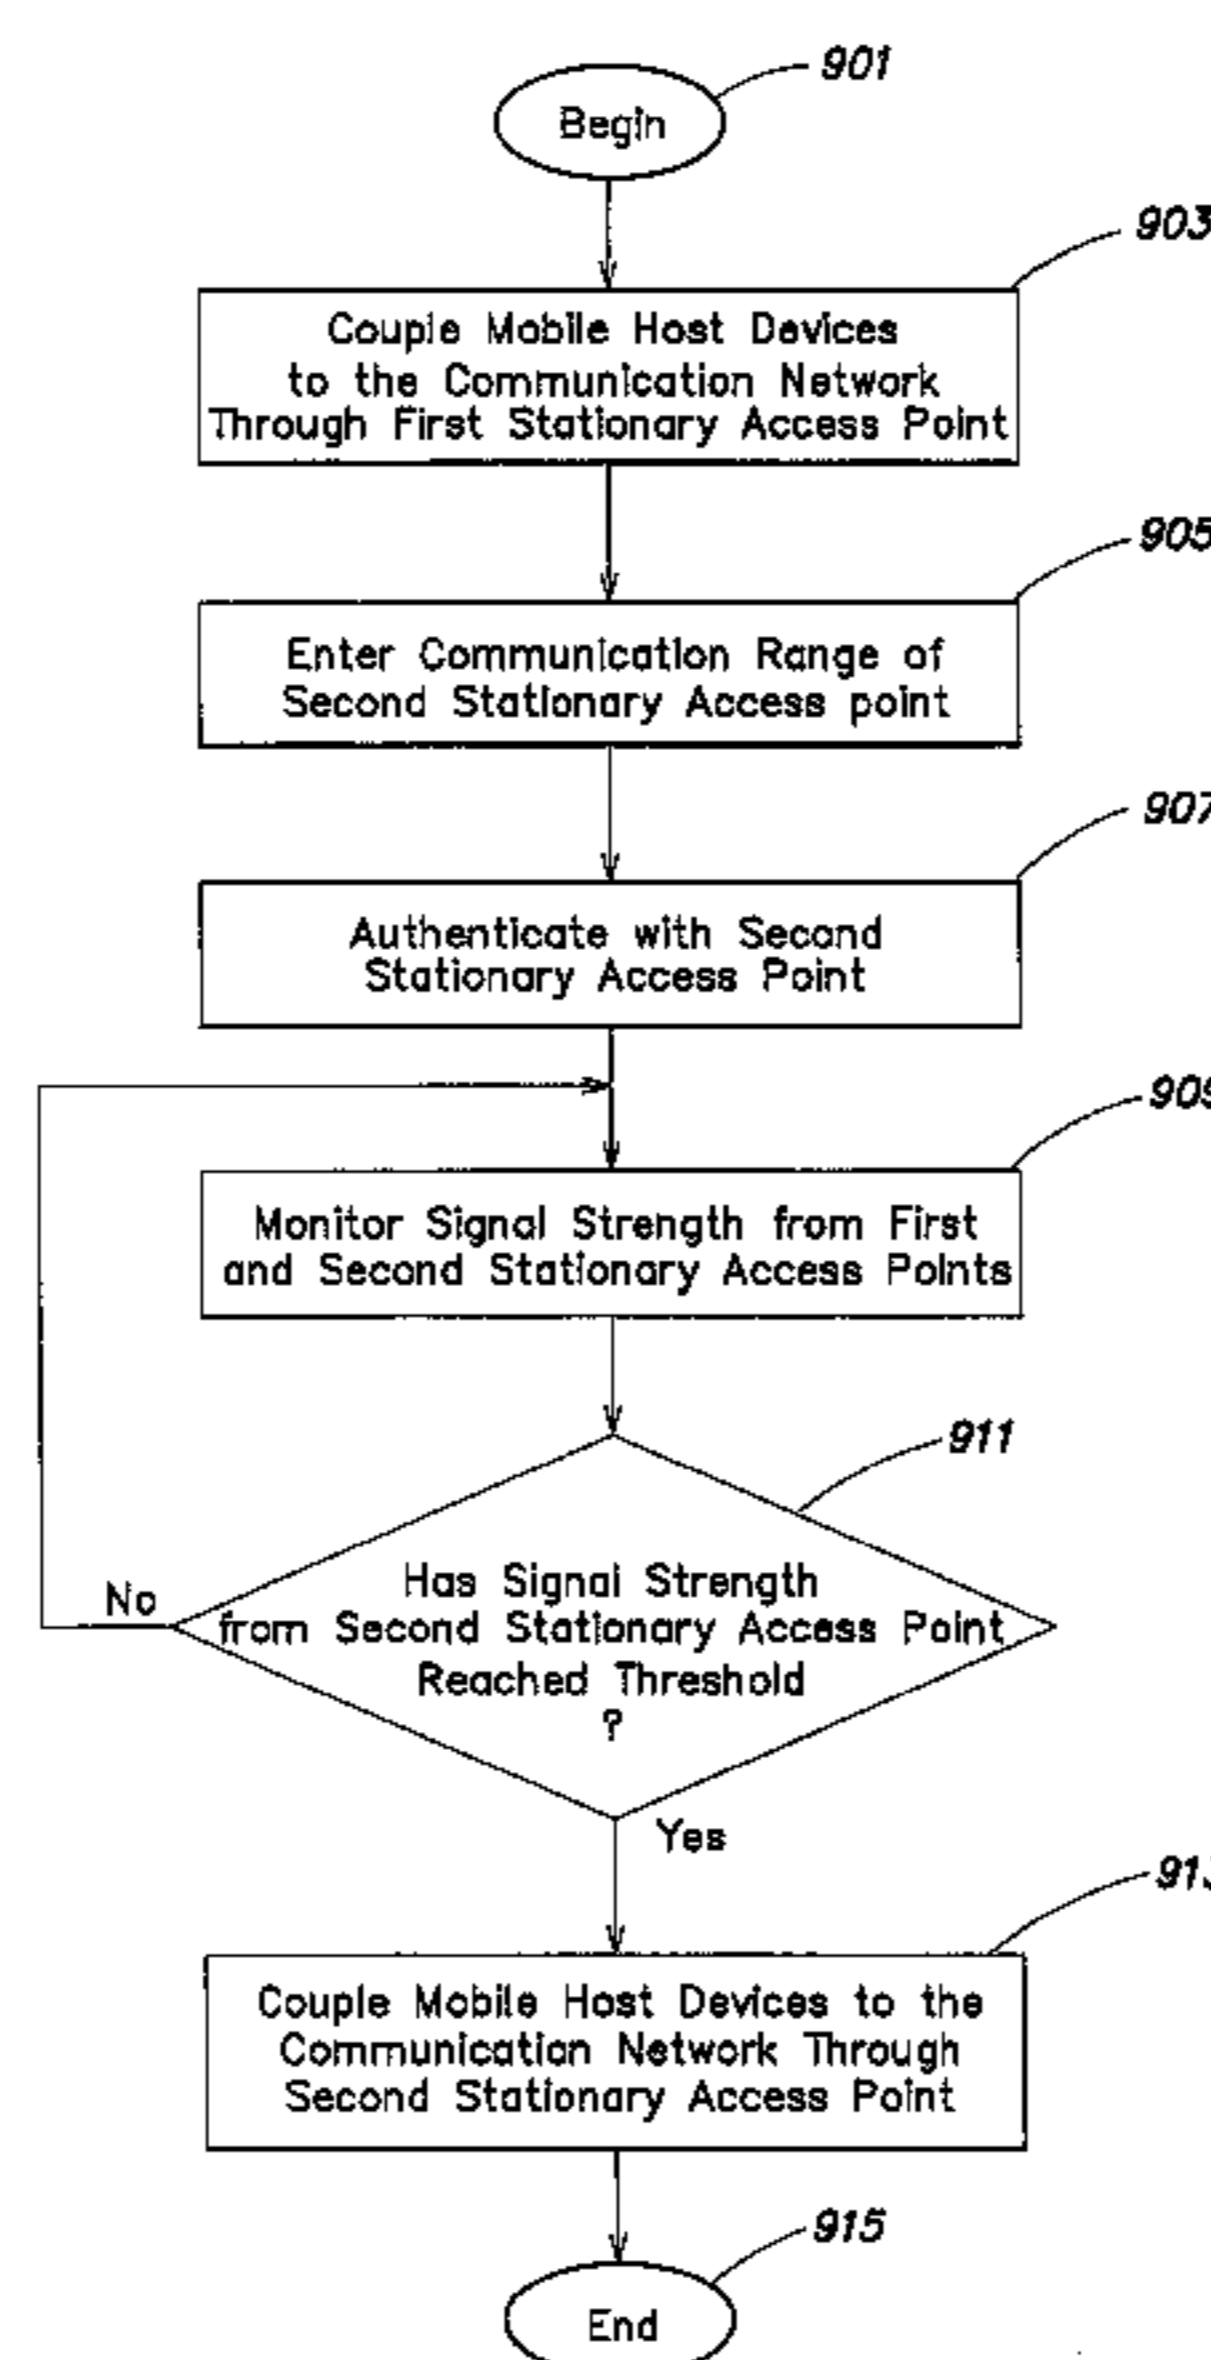 901
Begin
903
Couple Mobile Host Devices
to the Communication Network
Through First Stationary Access Point
905
Enter Communication Range of
Second Stationary Access point
907
Authenticate with Second
Stationary Access Point
909
Monitor Signal Strength from First
and Second Stationary Access Points
911
Has Signal Strength
from Second Stationary Access Point
Reached Threshold
?
No
Yes
Couple Mobile Host Devices to the
Communication Network Through
Second Stationary Access Point
915
End